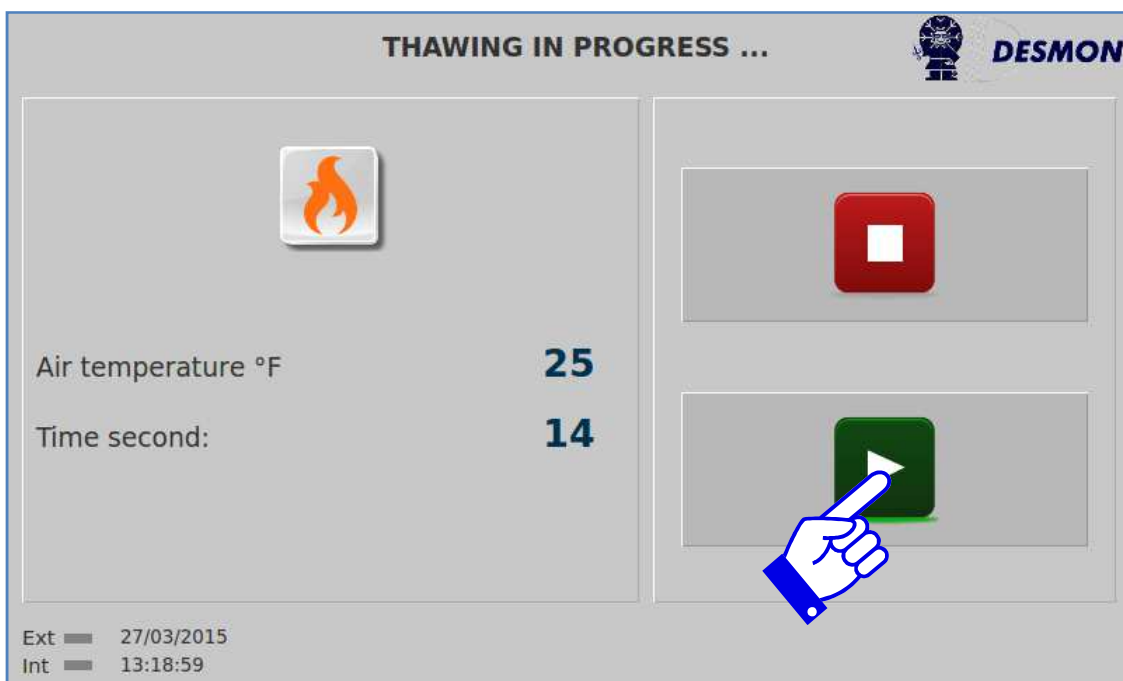 THAWING IN PROGRESS ...
DESMON
Air temperature °F 25
Time second: 14
Ext 27/03/2015
Int 13:18:59